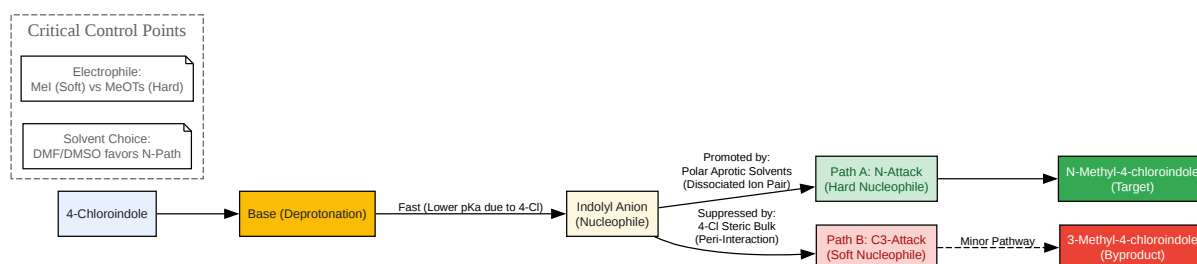 Critical Control Points
Electrophile:
MeI (Soft) vs MeOTs (Hard)
Solvent Choice:
DMF/DMSO favors N-Path
4-Chloroindole
Base (Deprotonation)
Fast (Lower pKa due to 4-Cl)
Indolyl Anion
(Nucleophile)
Promoted by:
Polar Aprotic Solvents
(Dissociated Ion Pair)
Suppressed by:
4-Cl Steric Bulk
(Peri-Interaction)
Path A: N-Attack
(Hard Nucleophile)
Path B: C3-Attack
(Soft Nucleophile)
Minor Pathway
N-Methyl-4-chloroindole
(Target)
3-Methyl-4-chloroindole
(Byproduct)